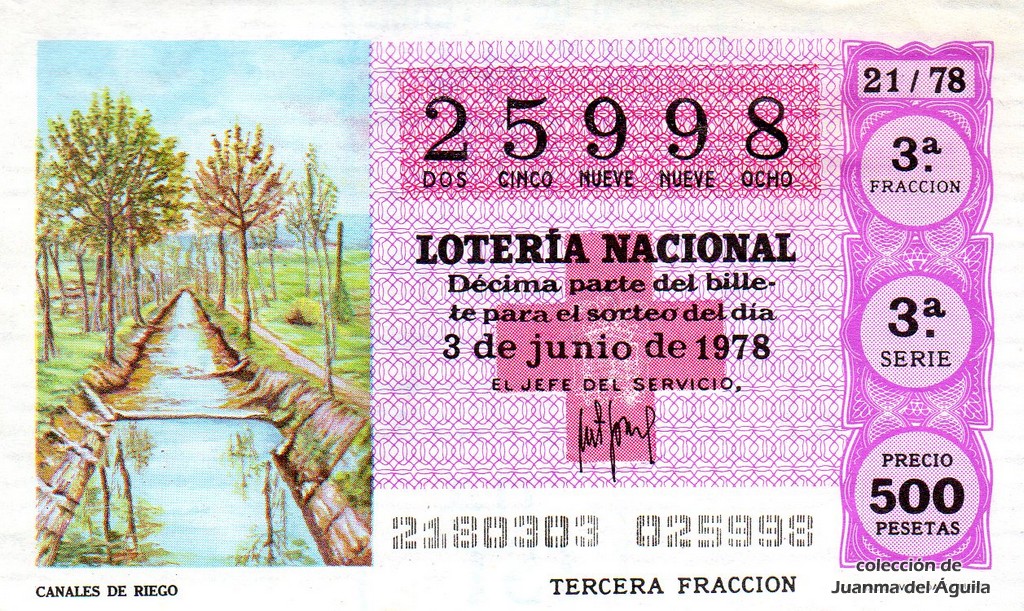 25998
DOS CINCO NUEVE NUEVE OCHO
LOTERÍA NACIONAL
Décima parte del bille-
te para el sorteo del día
3 de junio de 1978
EL JEFE DEL SERVICIO,
2180303 025998
TERCERA FRACCION
CANALES DE RIEGO
21 / 78
3.ª
FRACCION
3.ª
SERIE
PRECIO
500
PESETAS
colección de
Juanma del Águila